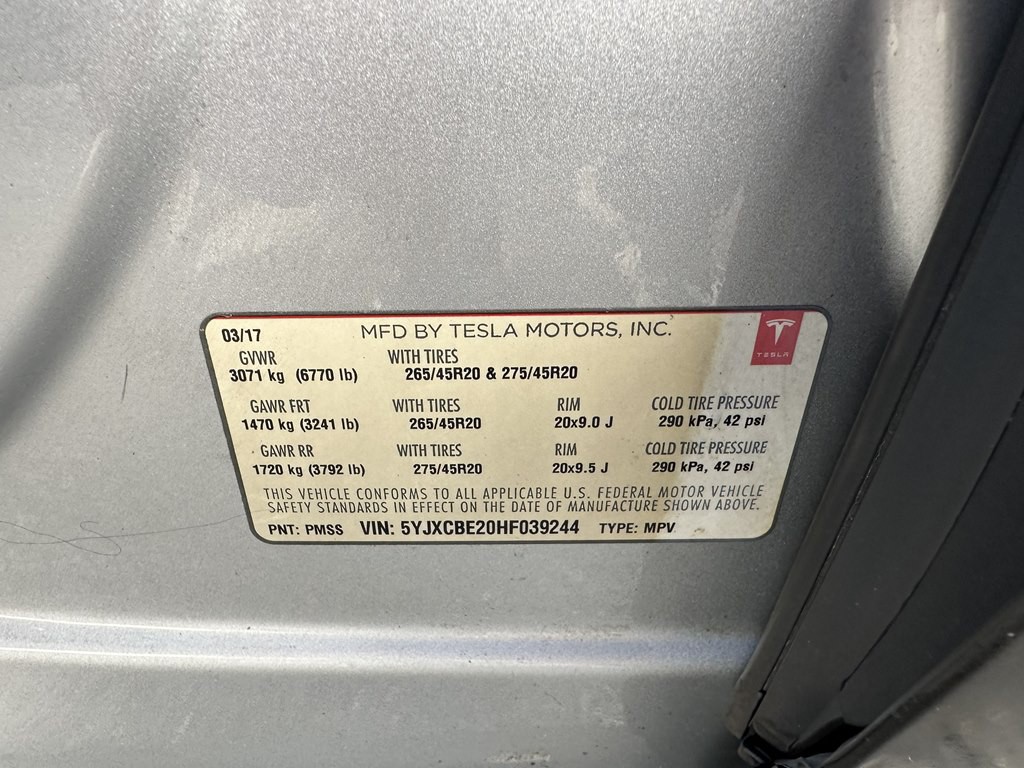 03/17 MFD BY TESLA MOTORS, INC.
TESLA
GVWR WITH TIRES
3071 kg (6770 lb) 265/45R20 & 275/45R20
GAWR FRT WITH TIRES RIM COLD TIRE PRESSURE
1470 kg (3241 lb) 265/45R20 20x9.0 J 290 kPa, 42 psi
GAWR RR WITH TIRES RIM COLD TIRE PRESSURE
1720 kg (3792 lb) 275/45R20 20x9.5 J 290 kPa, 42 psi
THIS VEHICLE CONFORMS TO ALL APPLICABLE U.S. FEDERAL MOTOR VEHICLE
SAFETY STANDARDS IN EFFECT ON THE DATE OF MANUFACTURE SHOWN ABOVE.
PNT: PMSS VIN: 5YJXCBE20HF039244 TYPE: MPV